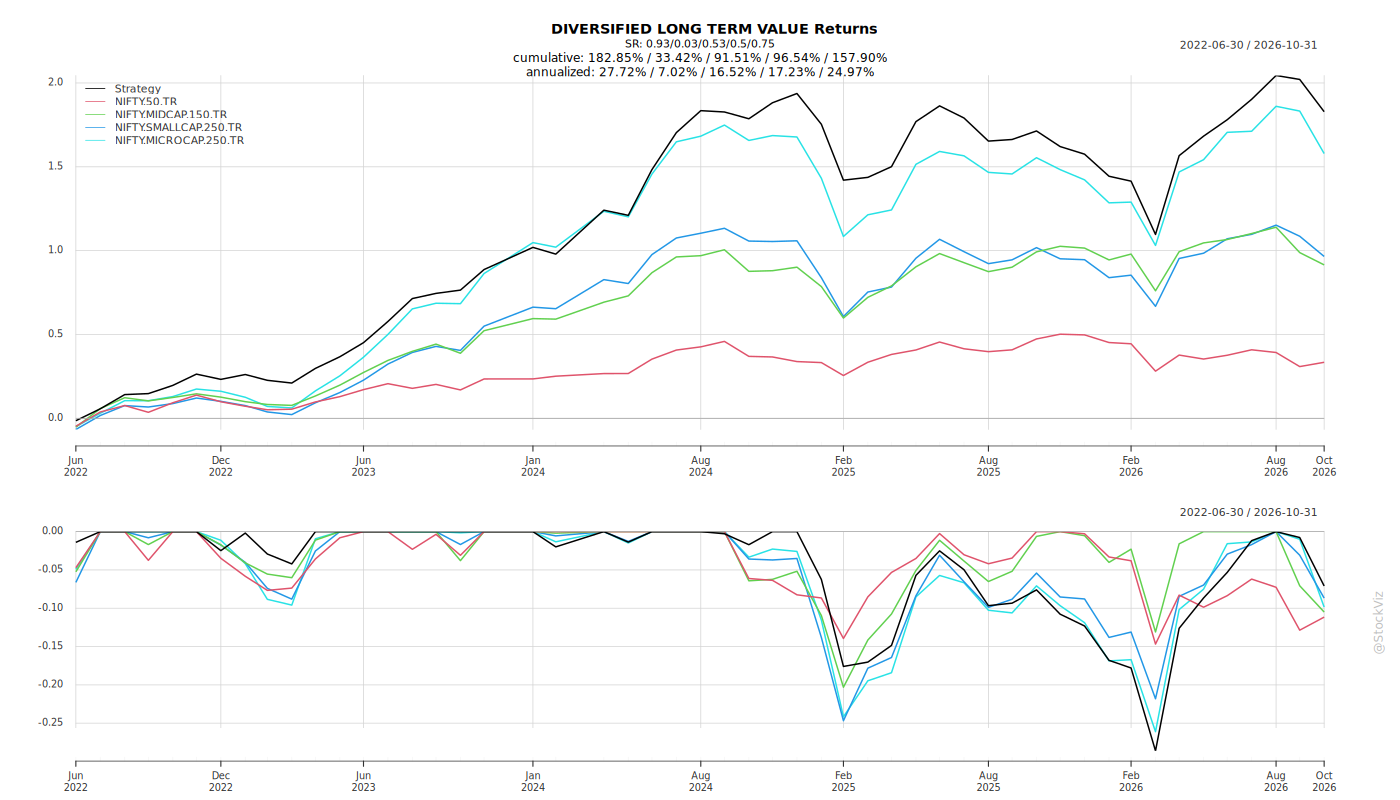 DIVERSIFIED LONG TERM VALUE Returns
SR: 0.93/0.03/0.53/0.5/0.75
cumulative: 182.85% / 33.42% / 91.51% / 96.54% / 157.90%
annualized: 27.72% / 7.02% / 16.52% / 17.23% / 24.97%
2022-06-30 / 2026-10-31
Strategy
NIFTY.50.TR
NIFTY.MIDCAP.150.TR
NIFTY.SMALLCAP.250.TR
NIFTY.MICROCAP.250.TR
2.0
1.5
1.0
0.5
0.0
Jun 2022
Dec 2022
Jun 2023
Jan 2024
Aug 2024
Feb 2025
Aug 2025
Feb 2026
Aug 2026
Oct 2026
2022-06-30 / 2026-10-31
0.00
-0.05
-0.10
-0.15
-0.20
-0.25
Jun 2022
Dec 2022
Jun 2023
Jan 2024
Aug 2024
Feb 2025
Aug 2025
Feb 2026
Aug 2026
Oct 2026
@StockViz